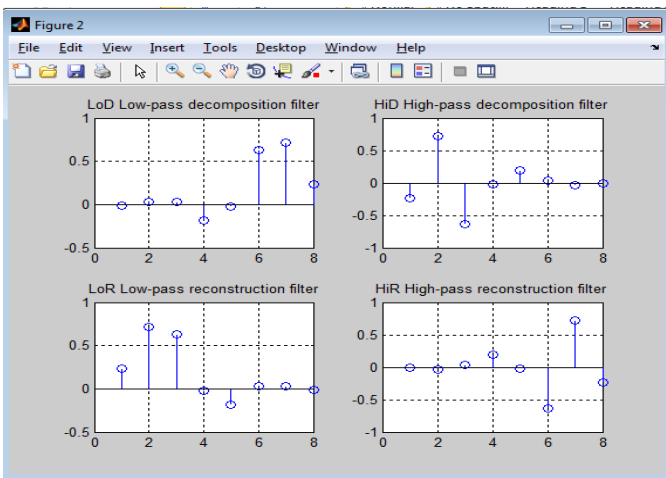 Figure 2
File Edit View Insert Tools Desktop Window Help
LoD Low-pass decomposition filter
1
0.5
0
-0.5
0 2 4 6 8
HiD High-pass decomposition filter
1
0.5
0
-0.5
-1
0 2 4 6 8
LoR Low-pass reconstruction filter
1
0.5
0
-0.5
0 2 4 6 8
HiR High-pass reconstruction filter
1
0.5
0
-0.5
-1
0 2 4 6 8